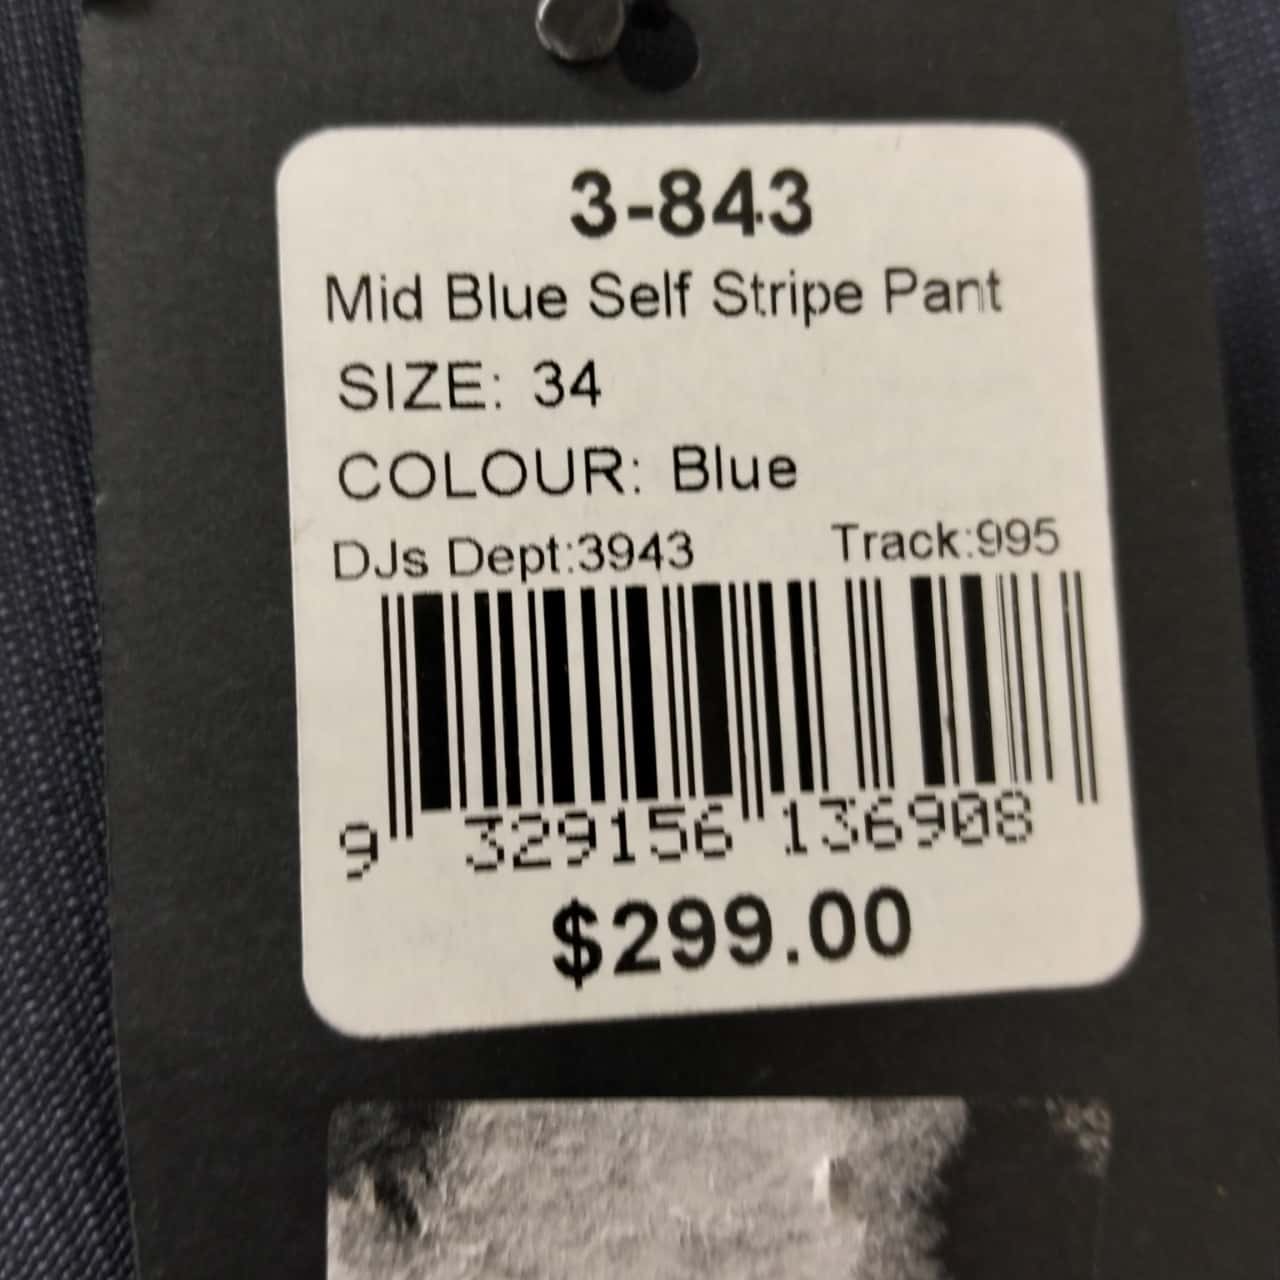 3-843
Mid Blue Self Stripe Pant
SIZE: 34
COLOUR: Blue
DJs Dept:3943 Track:995
9 329156 136908
$299.00